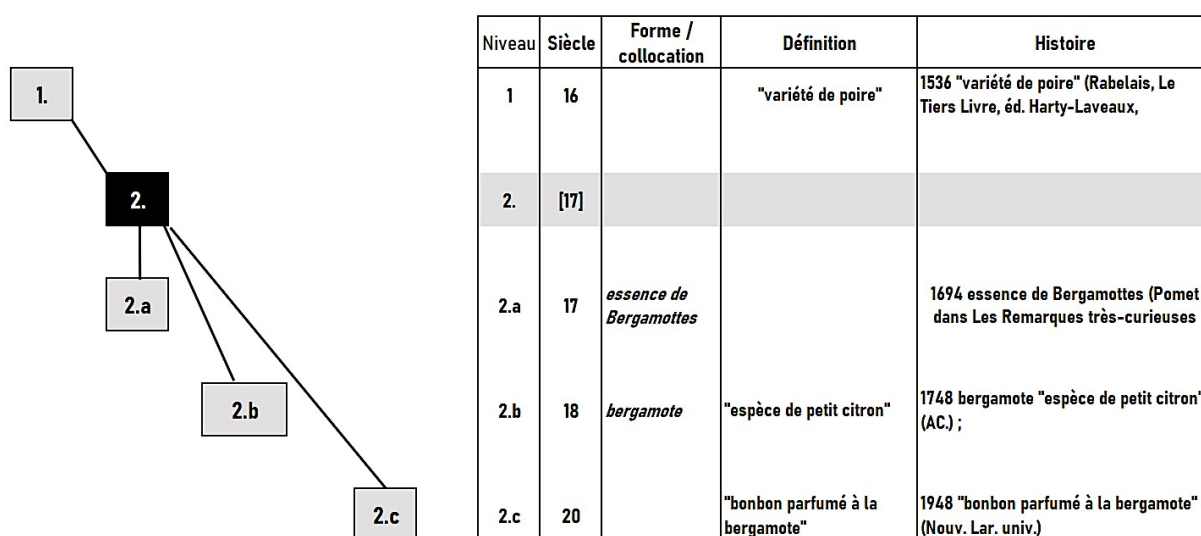 1.
2.
2.a
2.b
2.c
Niveau Siècle Forme / collocation Définition Histoire
1 16 "variété de poire" 1536 "variété de poire" (Rabelais, Le
Tiers Livre, éd. Harty-Laveaux,
2. [17]
2.a 17 essence de Bergamottes 1694 essence de Bergamottes (Pomet
dans Les Remarques très-curieuses
2.b 18 bergamote "espèce de petit citron" 1748 bergamote "espèce de petit citron"
(AC.) ;
2.c 20 "bonbon parfumé à la bergamote" 1948 "bonbon parfumé à la bergamote"
(Nouv. Lar. univ.)